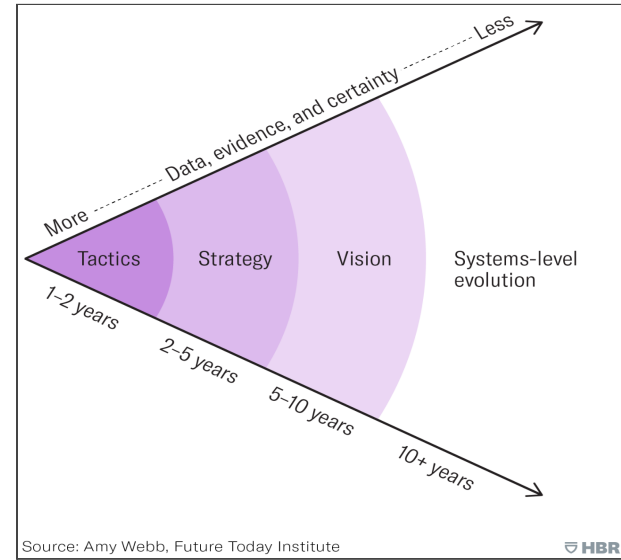 More
Data, evidence, and certainty
Less
Tactics
Strategy
Vision
Systems-level
evolution
1–2 years
2–5 years
5–10 years
10+ years
Source: Amy Webb, Future Today Institute
HBR